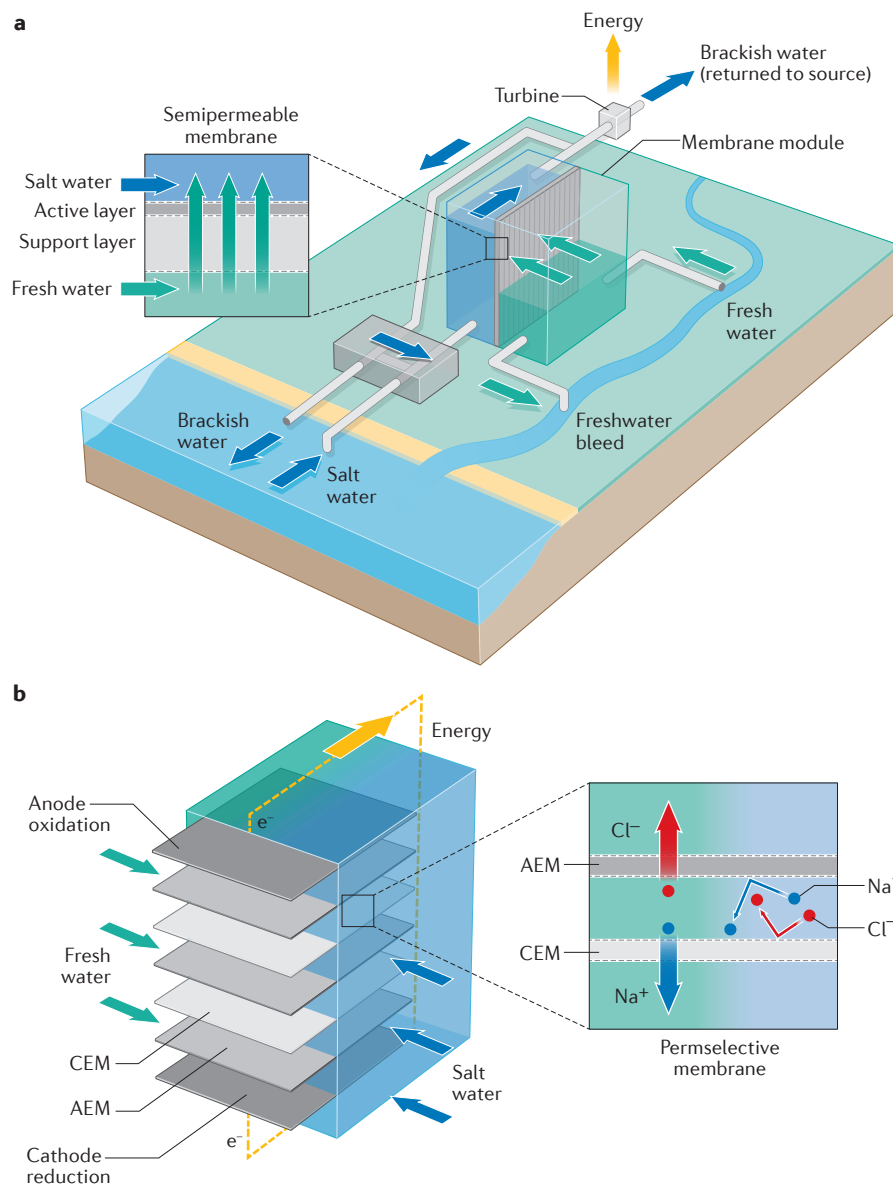 a
Energy
Brackish water
(returned to source)
Turbine
Semipermeable
membrane
Membrane module
Salt water
Active layer
Support layer
Fresh water
Fresh
water
Brackish
water
Freshwater
bleed
Salt
water
b
Energy
Anode
oxidation
e⁻
Cl⁻
AEM
Na⁺
Cl⁻
Fresh
water
CEM
Na⁺
CEM
Permselective
membrane
Salt
water
AEM
e⁻
Cathode
reduction